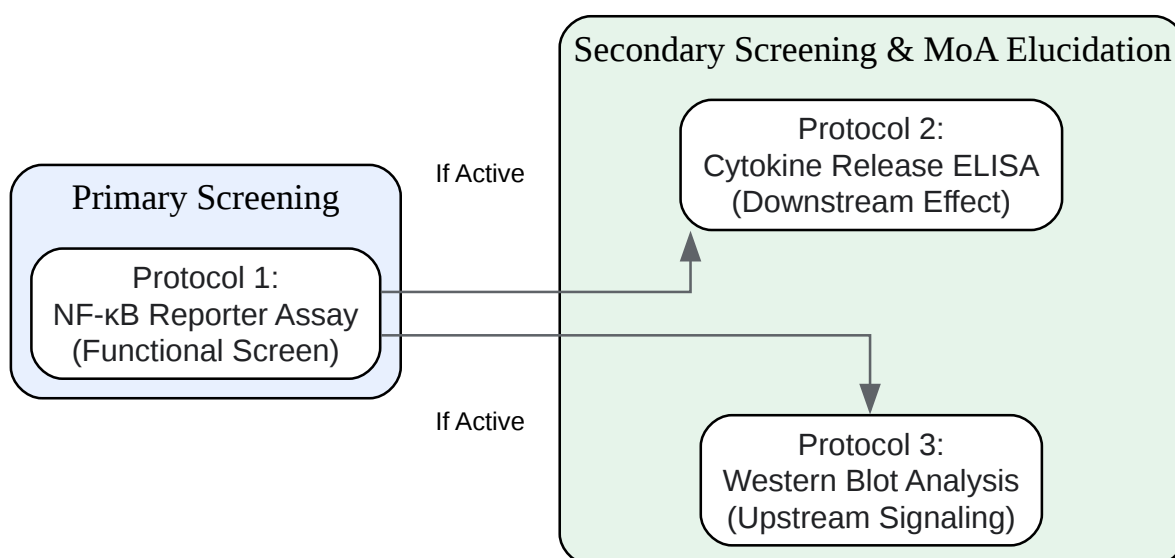 Primary Screening
Protocol 1:
NF-κB Reporter Assay
(Functional Screen)
If Active
If Active
Secondary Screening & MoA Elucidation
Protocol 2:
Cytokine Release ELISA
(Downstream Effect)
Protocol 3:
Western Blot Analysis
(Upstream Signaling)